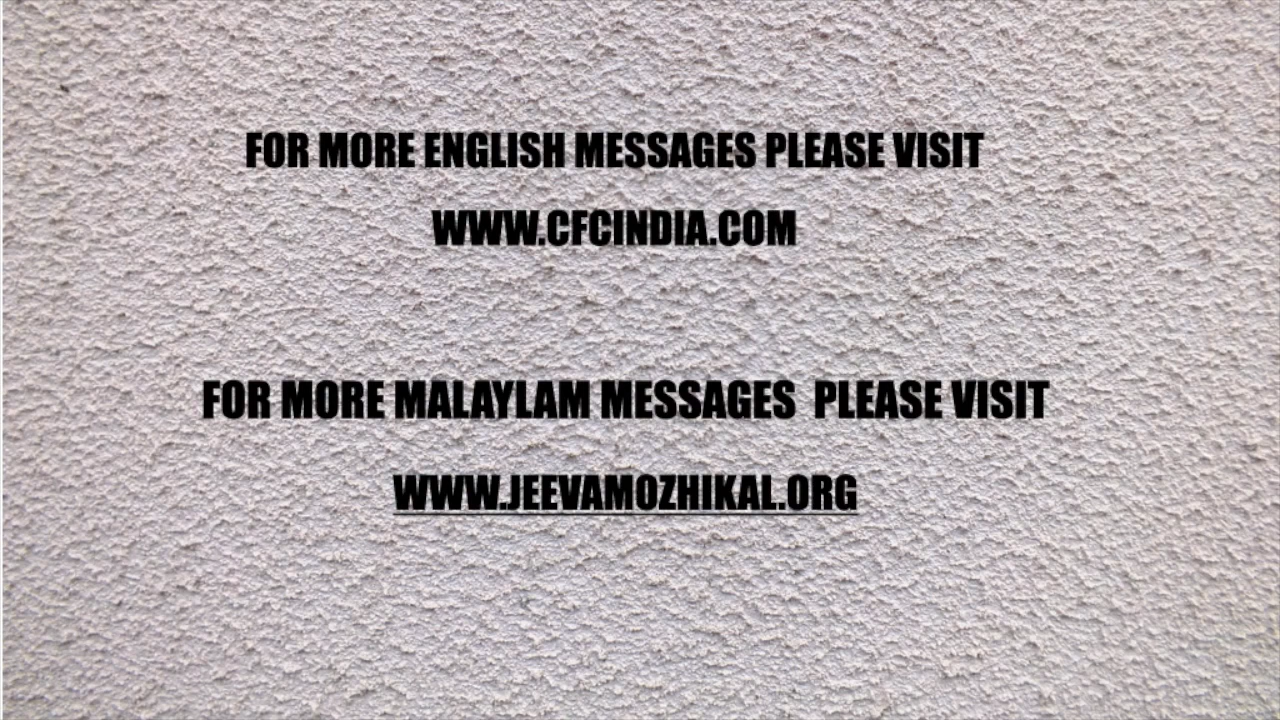 FOR MORE ENGLISH MESSAGES PLEASE VISIT
WWW.CFCINDIA.COM
FOR MORE MALAYLAM MESSAGES PLEASE VISIT
WWW.JEEVAMOZHIKAL.ORG